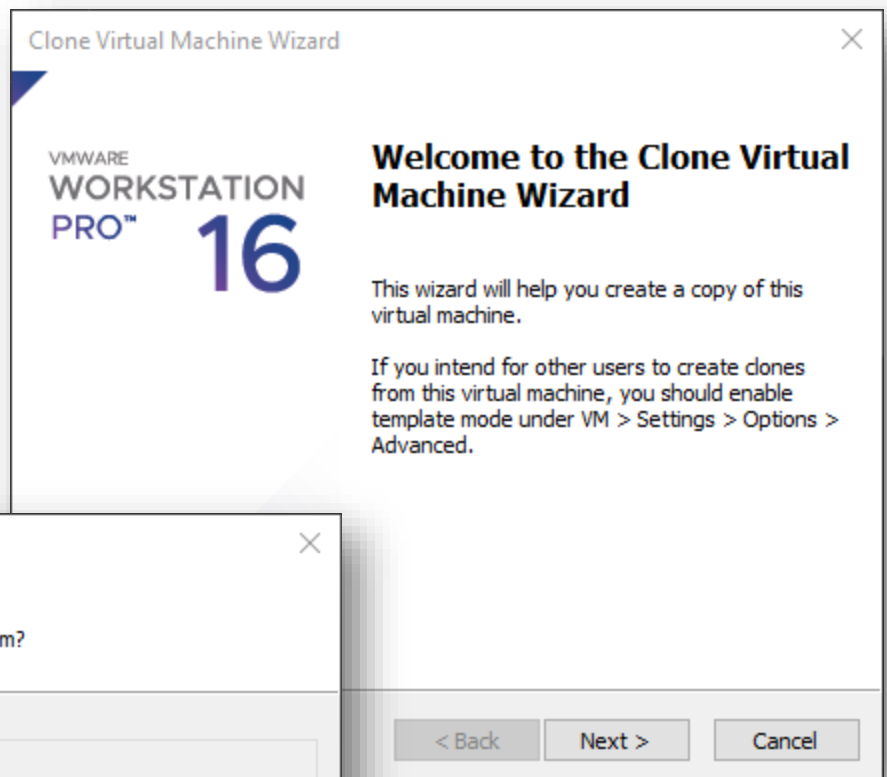 Clone Virtual Machine Wizard
VMWARE
WORKSTATION
PRO™ 16
Welcome to the Clone Virtual
Machine Wizard
This wizard will help you create a copy of this
virtual machine.
If you intend for other users to create clones
from this virtual machine, you should enable
template mode under VM > Settings > Options >
Advanced.
m?
< Back Next > Cancel